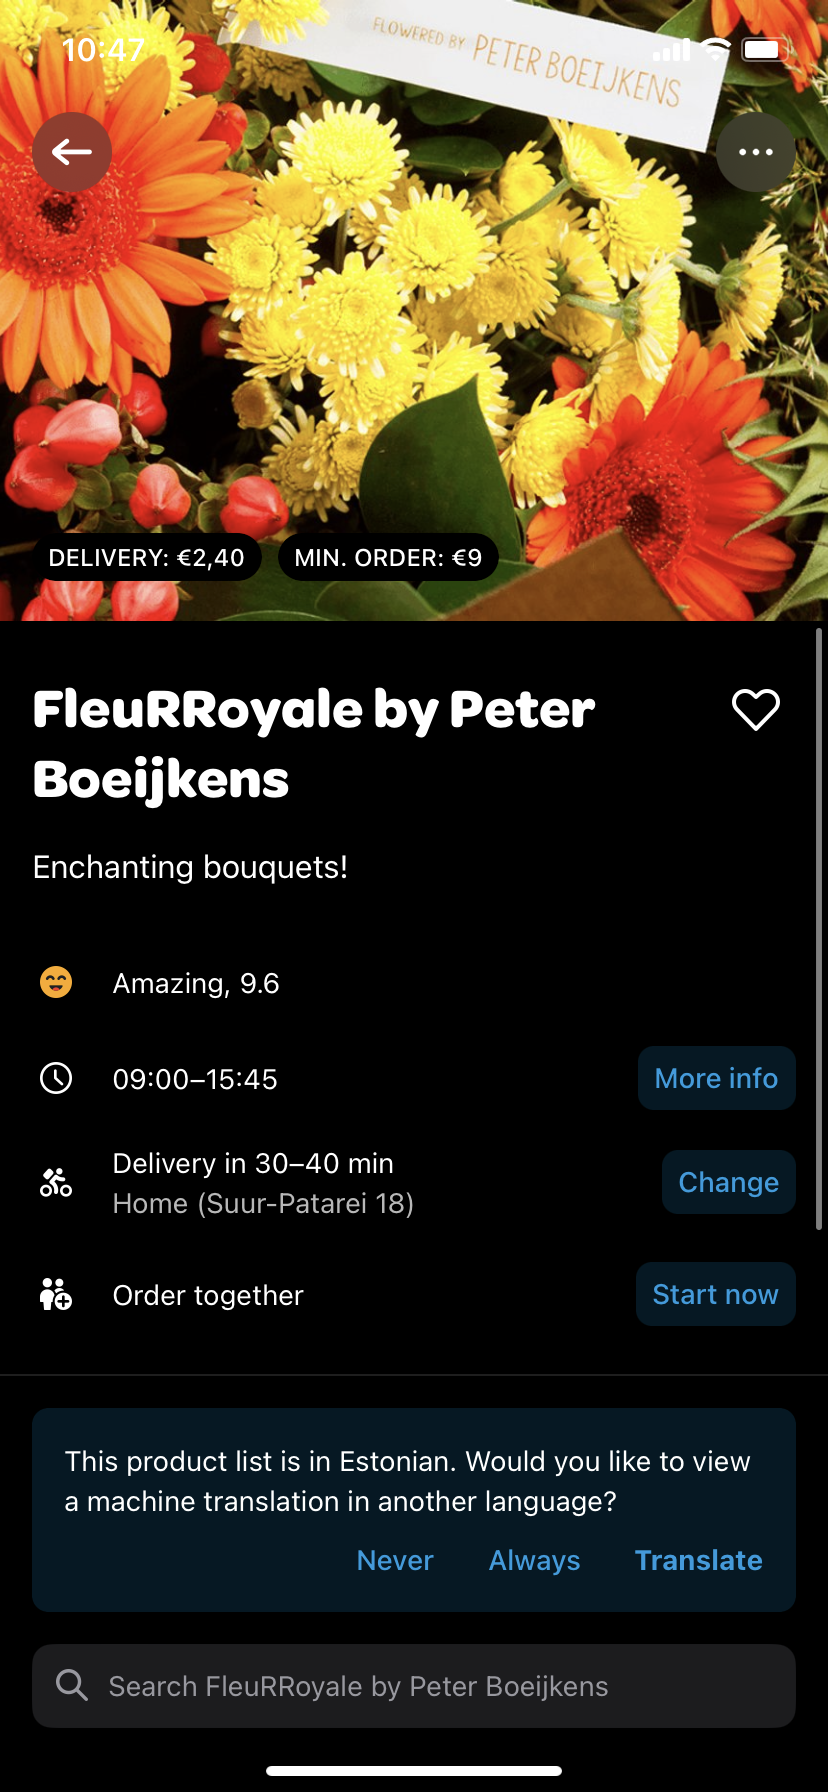 10:47
FLOWERED BY PETER BOEIJKENS
DELIVERY: €2,40
MIN. ORDER: €9
FleuRRoyale by Peter
Boeijkens
Enchanting bouquets!
Amazing, 9.6
09:00–15:45
More info
Delivery in 30–40 min
Home (Suur-Patarei 18)
Change
Order together
Start now
This product list is in Estonian. Would you like to view
a machine translation in another language?
Never
Always
Translate
Search FleuRRoyale by Peter Boeijkens